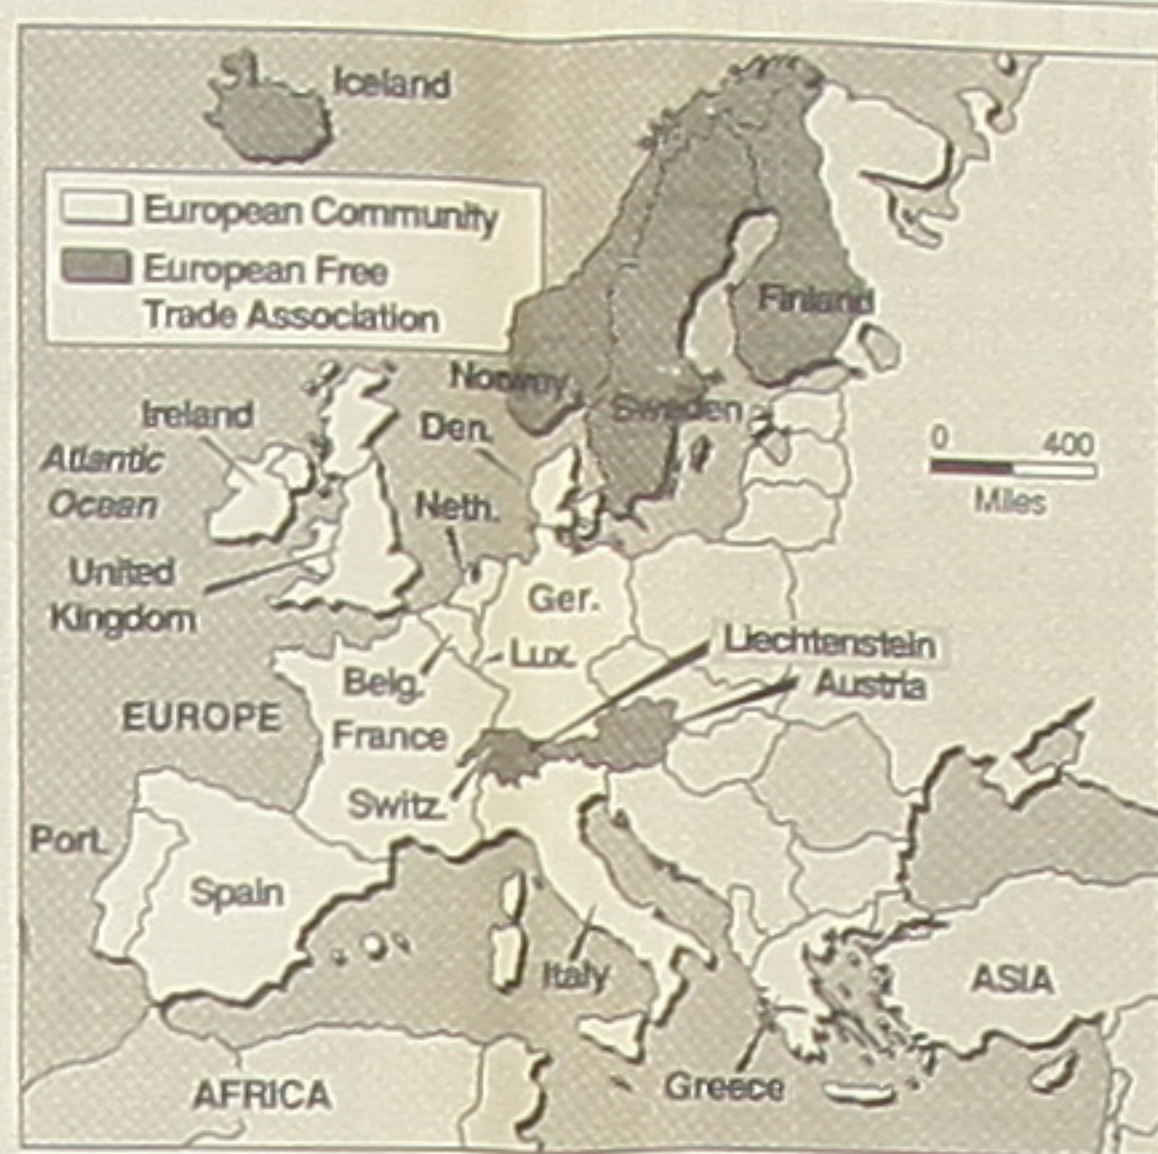 Iceland
European Community
European Free
Trade Association
Finland
Norway
Sweden
Ireland
Den.
Atlantic
Ocean
0 400
Miles
Neth.
United
Kingdom
Ger.
Liechtenstein
Lux.
Austria
Belg.
EUROPE
France
Switz.
Port.
Spain
Italy
ASIA
Greece
AFRICA